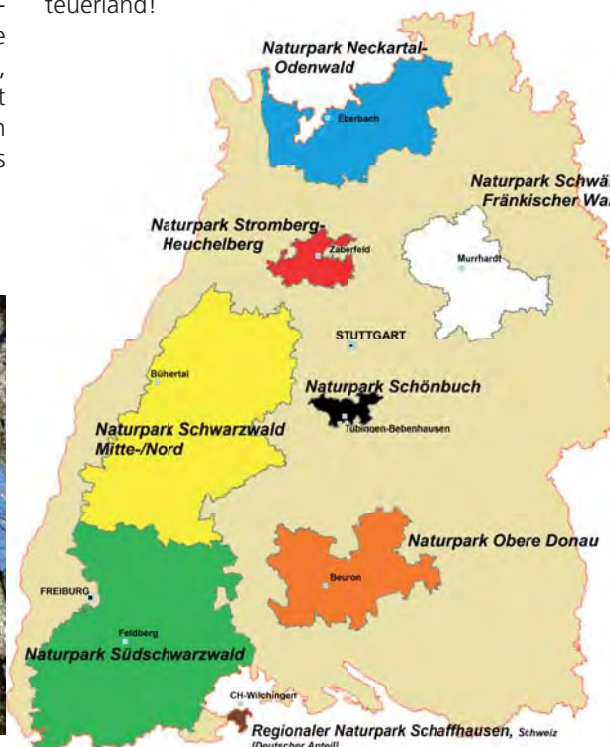 teuerland!
e
,
t
n
s
Naturpark Neckartal-
Odenwald
Eberbach
Naturpark Schwä
Fränkischer Wa
Naturpark Stromberg-
Heuchelberg
Zaberfeld
Murrhardt
STUTTGART
Bühertal
Naturpark Schönbuch
Tübingen-Bebenhausen
Naturpark Schwarzwald
Mitte-/Nord
Naturpark Obere Donau
Beuron
FREIBURG
Feldberg
Naturpark Südschwarzwald
CH-Wilchingen
Regionaler Naturpark Schaffhausen, Schweiz
(Deutscher Anteil)